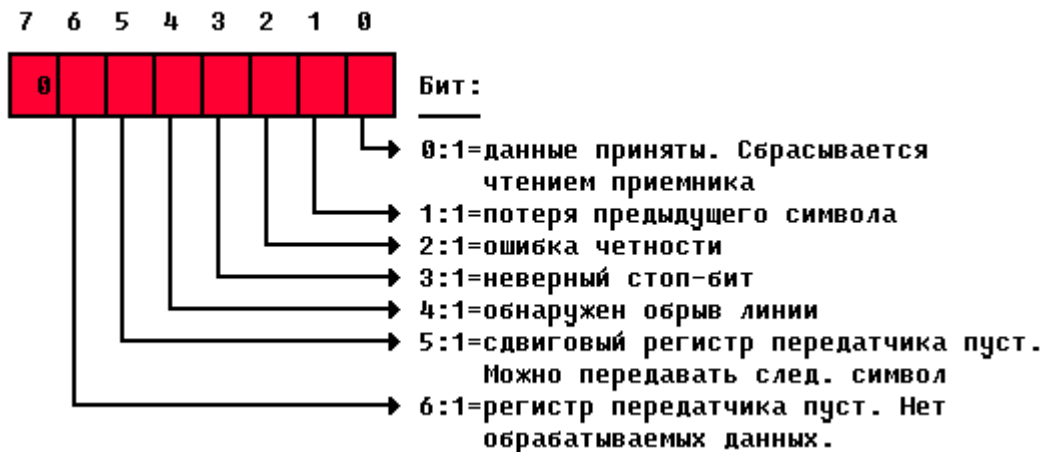 7 6 5 4 3 2 1 0
0
Бит:
0:1=данные приняты. Сбрасывается
чтением приемника
1:1=потеря предыдущего символа
2:1=ошибка четности
3:1=неверный стоп-бит
4:1=обнаружен обрыв линии
5:1=сдвиговый регистр передатчика пуст.
Можно передавать след. символ
6:1=регистр передатчика пуст. Нет
обрабатываемых данных.